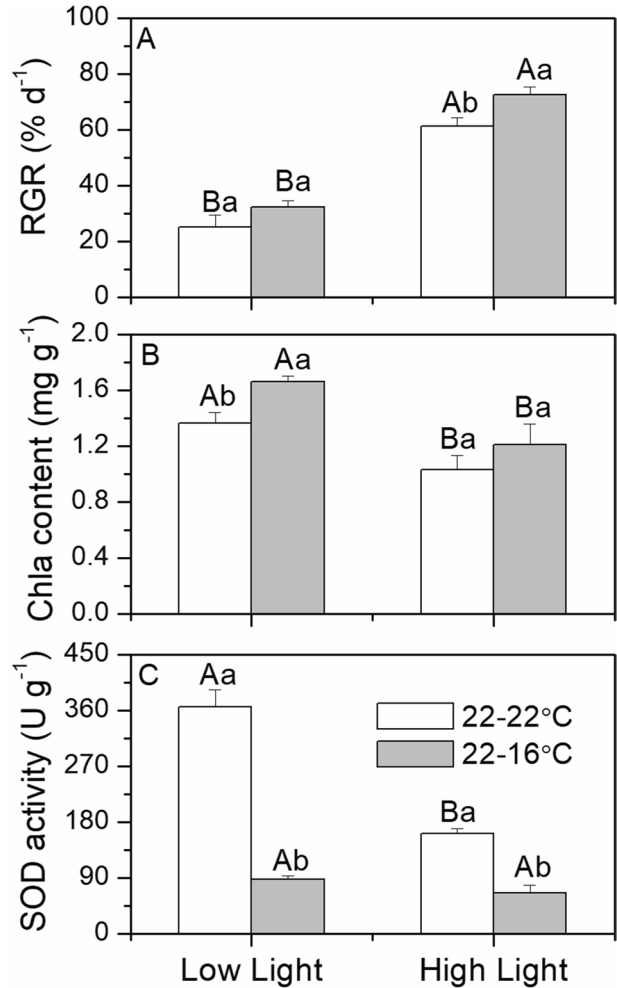 A
RGR (% d⁻¹)
100
80
60
40
20
0
Ba
Ba
Ab
Aa
B
Chla content (mg g⁻¹)
2.0
1.6
1.2
0.8
0.4
0.0
Ab
Aa
Ba
Ba
C
SOD activity (U g⁻¹)
450
360
270
180
90
0
Aa
Ab
Ba
Ab
22-22°C
22-16°C
Low Light
High Light